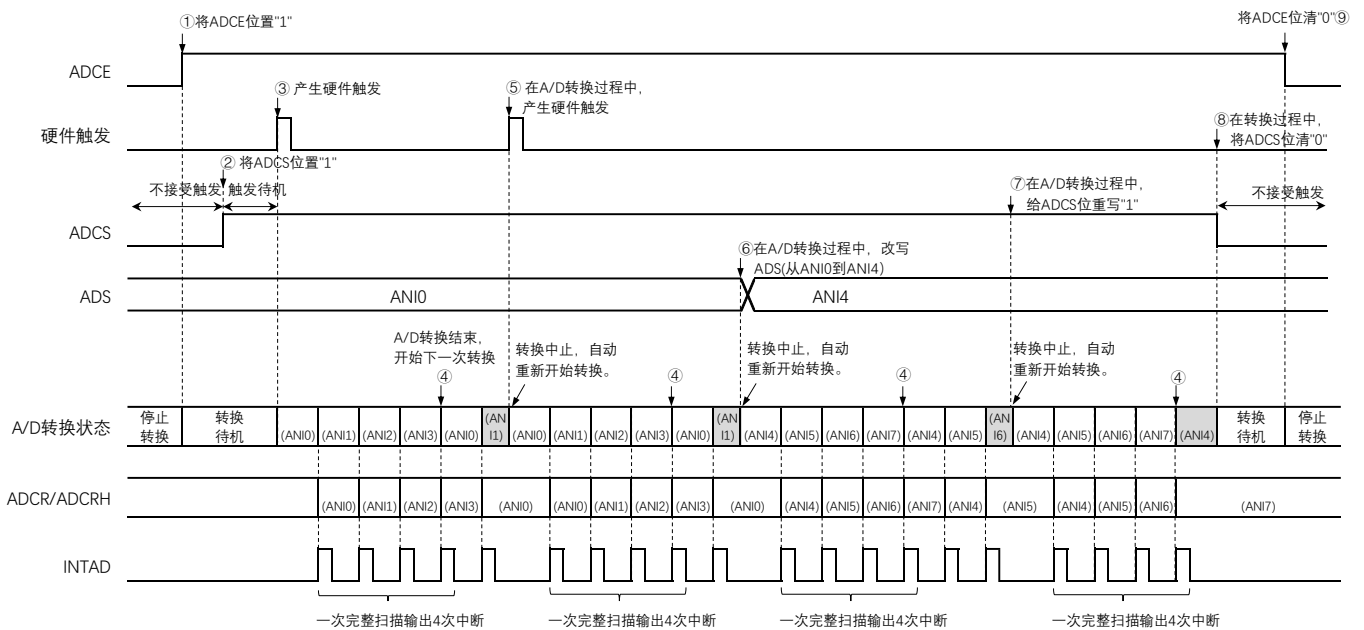 ①将ADCE位置"1"
将ADCE位清"0"⑨
ADCE
③ 产生硬件触发
⑤ 在A/D转换过程中，
产生硬件触发
硬件触发
⑧在转换过程中，
将ADCS位清"0"
② 将ADCS位置"1"
不接受触发
触发待机
⑦在A/D转换过程中，
给ADCS位重写"1"
不接受触发
ADCS
⑥在A/D转换过程中，改写
ADS(从ANI0到ANI4）
ADS
ANI0
ANI4
A/D转换结束，
开始下一次转换
④
转换中止，自动
重新开始转换。
④
转换中止，自动
重新开始转换。
④
转换中止，自动
重新开始转换。
④
A/D转换状态
停止
转换
转换
待机
(ANI0) (ANI1) (ANI2) (ANI3) (ANI0) (AN
I1) (ANI0) (ANI1) (ANI2) (ANI3) (ANI0) (AN
I1) (ANI4) (ANI5) (ANI6) (ANI7) (ANI4) (ANI5) (AN
I6) (ANI4) (ANI5) (ANI6) (ANI7) (ANI4)
转换
待机
停止
转换
ADCR/ADCRH
(ANI0) (ANI1) (ANI2) (ANI3) (ANI0) (ANI0) (ANI1) (ANI2) (ANI3) (ANI0) (ANI4) (ANI5) (ANI6) (ANI7) (ANI4) (ANI5) (ANI4) (ANI5) (ANI6) (ANI7)
INTAD
一次完整扫描输出4次中断
一次完整扫描输出4次中断
一次完整扫描输出4次中断
一次完整扫描输出4次中断